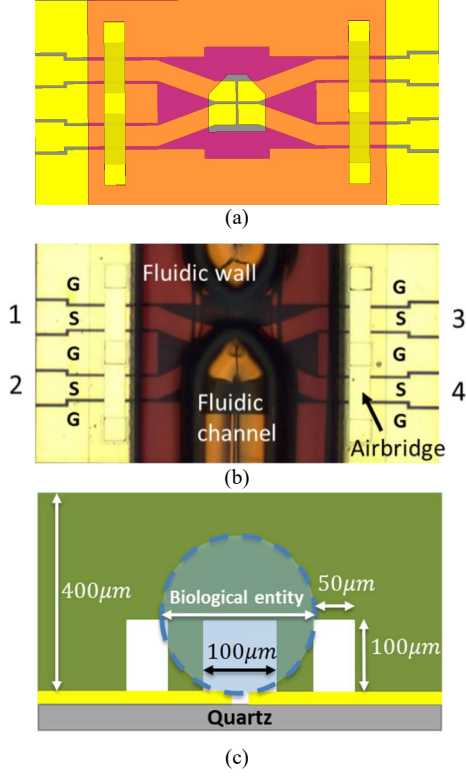 (a)
Fluidic wall
G
1 S 3
G
2 S 4
G
Fluidic
channel
Airbridge
(b)
400μm
Biological entity
50μm
100μm
100μm
Quartz
(c)